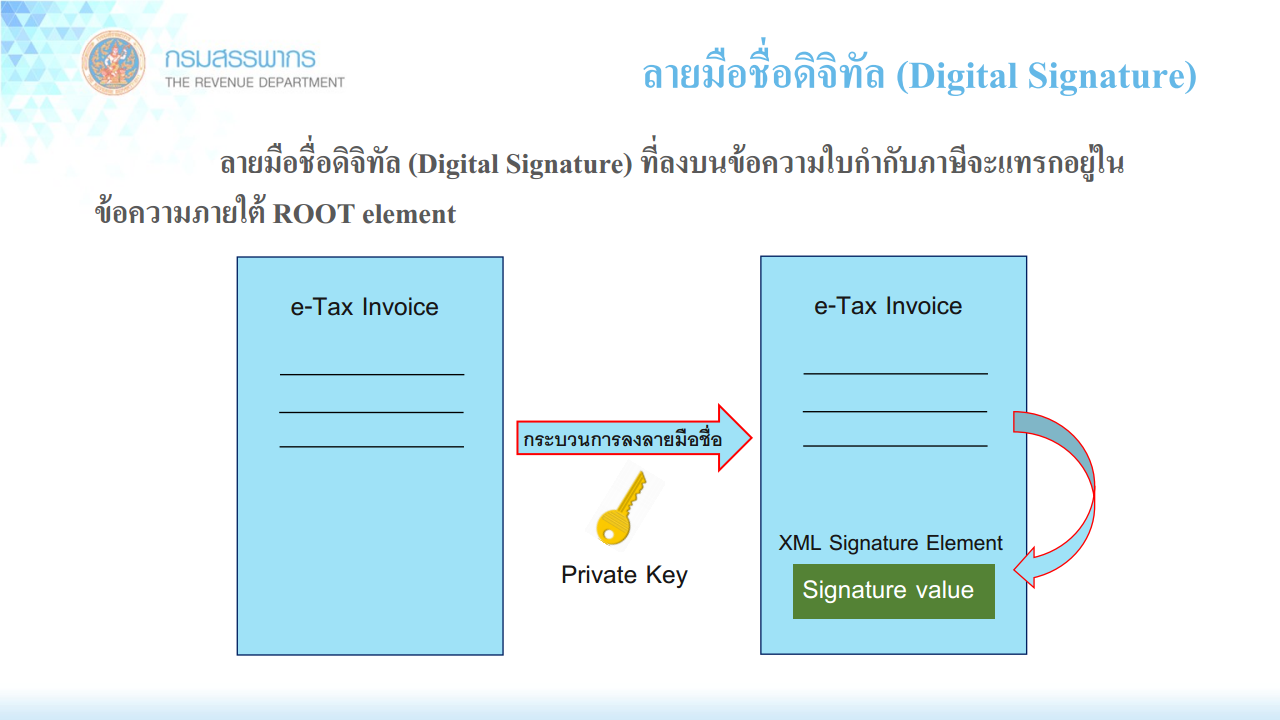 กรมสรรพากร
THE REVENUE DEPARTMENT
ลายมือชื่อดิจิทัล (Digital Signature)
ลายมือชื่อดิจิทัล (Digital Signature) ที่ลงบนข้อความใบกำกับภาษีจะแทรกอยู่ใน
ข้อความภายใต้ ROOT element
e-Tax Invoice
กระบวนการลงลายมือชื่อ
Private Key
e-Tax Invoice
XML Signature Element
Signature value